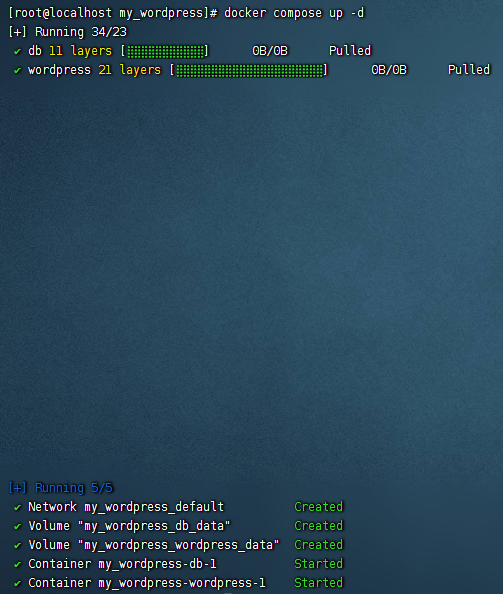 [root@localhost my_wordpress]# docker compose up -d
[+] Running 34/23
✔ db 11 layers [⣿⣿⣿⣿⣿⣿⣿⣿⣿⣿⣿] 0B/0B Pulled
✔ wordpress 21 layers [⣿⣿⣿⣿⣿⣿⣿⣿⣿⣿⣿⣿⣿⣿⣿⣿⣿⣿⣿⣿⣿] 0B/0B Pulled
[+] Running 5/5
✔ Network my_wordpress_default Created
✔ Volume "my_wordpress_db_data" Created
✔ Volume "my_wordpress_wordpress_data" Created
✔ Container my_wordpress-db-1 Started
✔ Container my_wordpress-wordpress-1 Started